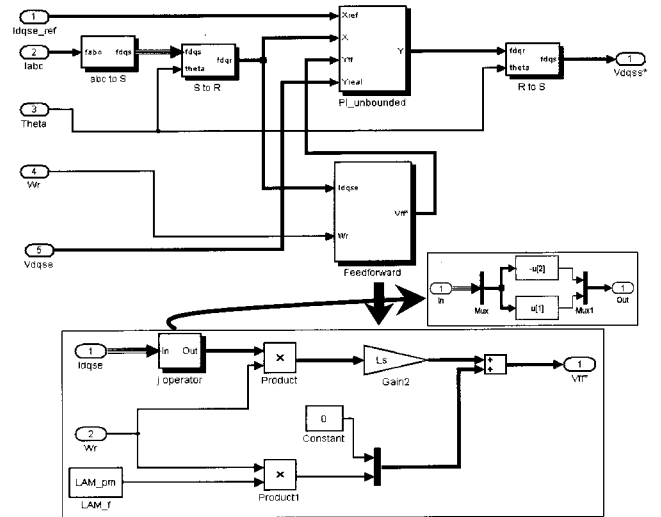 1
Idqse_ref
2
Iabc
fabc fdqs
abc to S
fdqs
theta
fdqr
S to R
Xref
X
Yff
Yreal
Y
PI_unbounded
fdqr
theta
R to S
1
Vdqss*
3
Theta
4
Wr
5
Vdqse
Idqse
Wr
Vff*
Feedforward
1
In
Mux
-u[2]
u[1]
Mux1
1
Out
1
Idqse
In Out
j operator
×
Product
Ls
Gain2
+
+
1
Vff*
2
Wr
0
Constant
LAM_pm
LAM_f
×
Product1